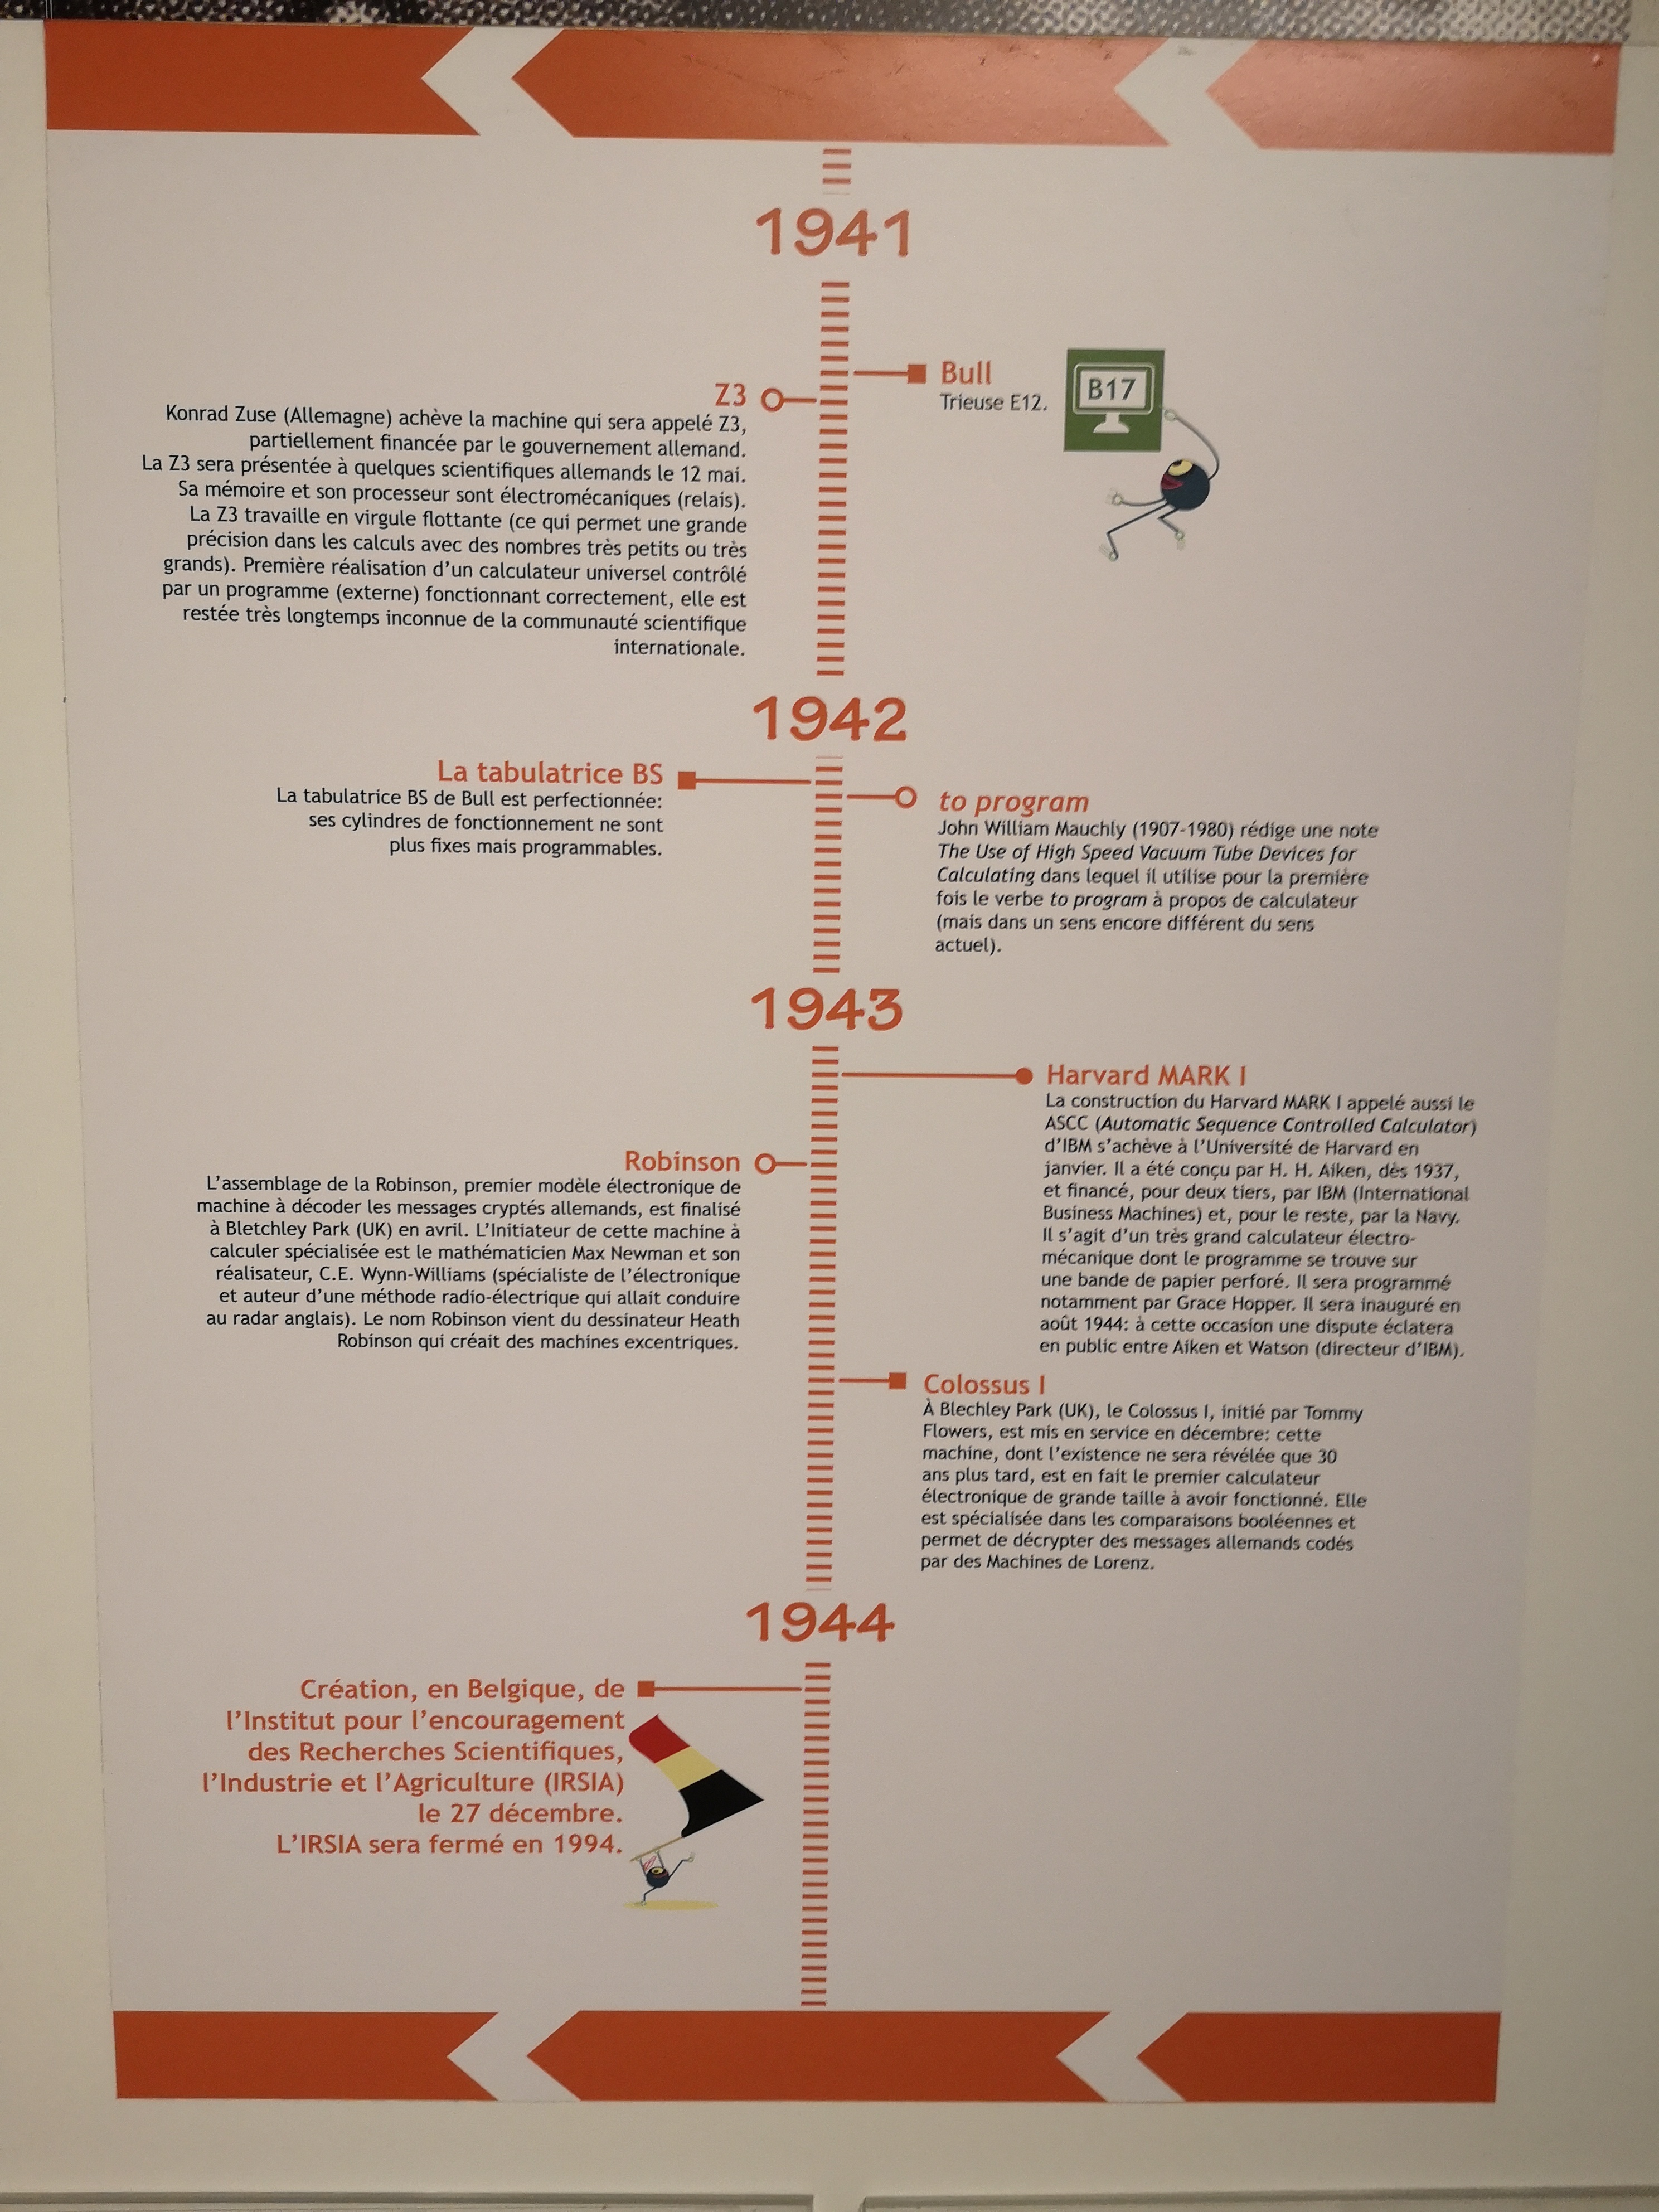 1941
Bull
Trieuse E12.
B17
Z3
Konrad Zuse (Allemagne) achève la machine qui sera appelé Z3,
partiellement financée par le gouvernement allemand.
La Z3 sera présentée à quelques scientifiques allemands le 12 mai.
Sa mémoire et son processeur sont électromécaniques (relais).
La Z3 travaille en virgule flottante (ce qui permet une grande
précision dans les calculs avec des nombres très petits ou très
grands). Première réalisation d'un calculateur universel contrôlé
par un programme (externe) fonctionnant correctement, elle est
restée très longtemps inconnue de la communauté scientifique
internationale.
1942
La tabulatrice BS
La tabulatrice BS de Bull est perfectionnée:
ses cylindres de fonctionnement ne sont
plus fixes mais programmables.
to program
John William Mauchly (1907-1980) rédige une note
The Use of High Speed Vacuum Tube Devices for
Calculating dans lequel il utilise pour la première
fois le verbe to program à propos de calculateur
(mais dans un sens encore différent du sens
actuel).
1943
Harvard MARK I
La construction du Harvard MARK I appelé aussi le
ASCC (Automatic Sequence Controlled Calculator)
d'IBM s'achève à l'Université de Harvard en
janvier. Il a été conçu par H. H. Aiken, dès 1937,
et financé, pour deux tiers, par IBM (International
Business Machines) et, pour le reste, par la Navy.
Il s'agit d'un très grand calculateur électro-
mécanique dont le programme se trouve sur
une bande de papier perforé. Il sera programmé
notamment par Grace Hopper. Il sera inauguré en
août 1944: à cette occasion une dispute éclatera
en public entre Aiken et Watson (directeur d'IBM).
Robinson
L'assemblage de la Robinson, premier modèle électronique de
machine à décoder les messages cryptés allemands, est finalisé
à Bletchley Park (UK) en avril. L'Initiateur de cette machine à
calculer spécialisée est le mathématicien Max Newman et son
réalisateur, C.E. Wynn-Williams (spécialiste de l'électronique
et auteur d'une méthode radio-électrique qui allait conduire
au radar anglais). Le nom Robinson vient du dessinateur Heath
Robinson qui créait des machines excentriques.
Colossus I
À Blechley Park (UK), le Colossus I, initié par Tommy
Flowers, est mis en service en décembre: cette
machine, dont l'existence ne sera révélée que 30
ans plus tard, est en fait le premier calculateur
électronique de grande taille à avoir fonctionné. Elle
est spécialisée dans les comparaisons booléennes et
permet de décrypter des messages allemands codés
par des Machines de Lorenz.
1944
Création, en Belgique, de
l'Institut pour l'encouragement
des Recherches Scientifiques,
l'Industrie et l'Agriculture (IRSIA)
le 27 décembre.
L'IRSIA sera fermé en 1994.